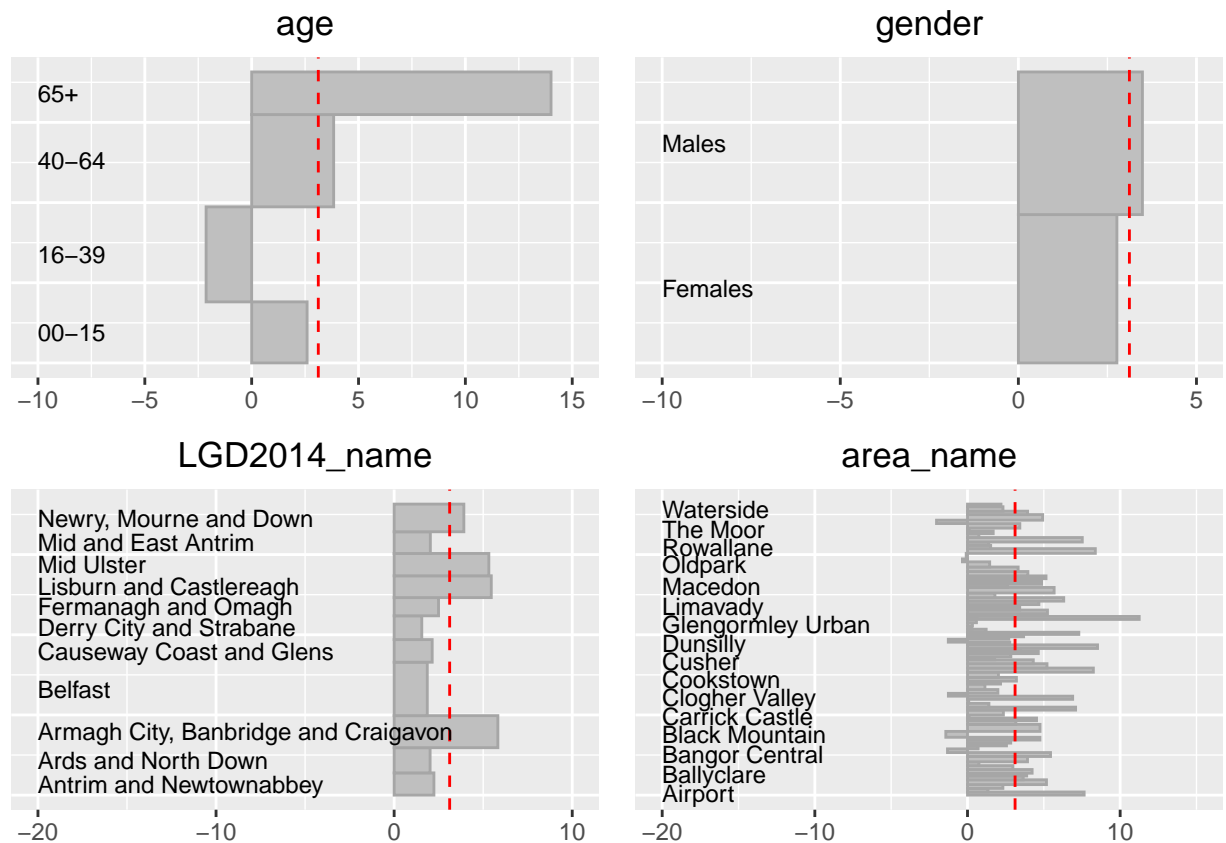 age
65+
40−64
16−39
00−15
−10 −5 0 5 10 15
gender
Males
Females
−10 −5 0 5
LGD2014_name
Newry, Mourne and Down
Mid and East Antrim
Mid Ulster
Lisburn and Castlereagh
Fermanagh and Omagh
Derry City and Strabane
Causeway Coast and Glens
Belfast
Armagh City, Banbridge and Craigavon
Ards and North Down
Antrim and Newtownabbey
−20 −10 0 10
area_name
Waterside
The Moor
Rowallane
Oldpark
Macedon
Limavady
Glengormley Urban
Dunsilly
Cusher
Cookstown
Clogher Valley
Carrick Castle
Black Mountain
Bangor Central
Ballyclare
Airport
−20 −10 0 10